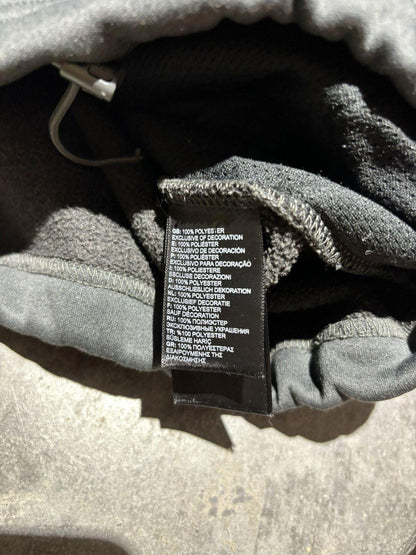 GB: 100% POLYESTER
EXCLUSIVE OF DECORATION
E: 100% POLIÉSTER
EXCLUSIVO DE DECORACIÓN
P: 100% POLIÉSTER
EXCLUSIVO PARA DECORAÇÃO
I: 100% POLIESTERE
ESCLUSE DECORAZIONI
D: 100% POLYESTER
AUSSCHLIESLICH DEKORATION
NL: 100% POLYESTER
EXCLUSIEF DECORATIE
F: 100% POLYESTER
SAUF DÉCORATION
RU: 100% ПОЛИЭСТЕР
ЭКСКЛЮЗИВНЫЕ УКРАШЕНИЯ
TR: %100 POLYESTER
SÜSLEME HARİÇ
GR: 100% ΠΟΛΥΕΣΤΕΡΑΣ
ΕΞΑΙΡΟΥΜΕΝΗΣ ΤΗΣ
ΔΙΑΚΟΣΜΗΣΗΣ